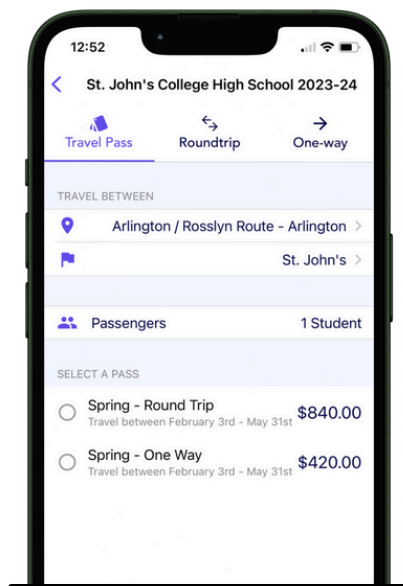 12:52
St. John's College High School 2023-24
Travel Pass
Roundtrip
One-way
TRAVEL BETWEEN
Arlington / Rosslyn Route - Arlington
St. John's
Passengers 1 Student
SELECT A PASS
Spring - Round Trip
Travel between February 3rd - May 31st
$840.00
Spring - One Way
Travel between February 3rd - May 31st
$420.00